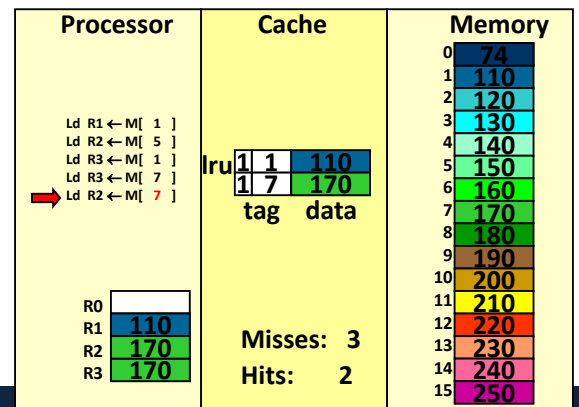 Processor
Ld R1 ← M[ 1 ]
Ld R2 ← M[ 5 ]
Ld R3 ← M[ 1 ]
Ld R3 ← M[ 7 ]
Ld R2 ← M[ 7 ]
R0
R1 110
R2 170
R3 170
Cache
lru 1 1 110
1 7 170
tag data
Misses: 3
Hits: 2
Memory
0 74
1 110
2 120
3 130
4 140
5 150
6 160
7 170
8 180
9 190
10 200
11 210
12 220
13 230
14 240
15 250